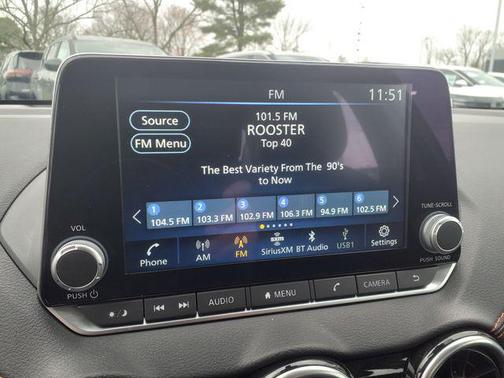 FM
11:51
Source
101.5 FM
ROOSTER
Top 40
FM Menu
The Best Variety From The 90's
to Now
1 2 3 4 5 6
104.5 FM 103.3 FM 102.9 FM 106.3 FM 94.9 FM 102.5 FM
Phone AM FM SiriusXM BT Audio USB1 Settings
VOL
PUSH
TUNE·SCROLL
PUSH SOUND
AUDIO
MENU
CAMERA